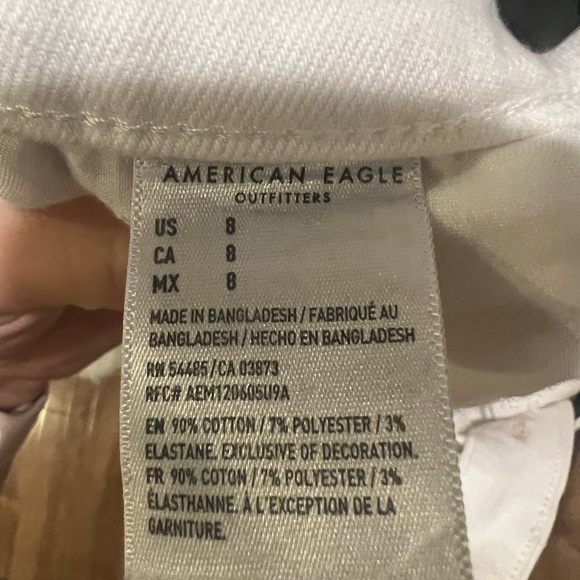 AMERICAN EAGLE
OUTFITTERS
US 8
CA 8
MX 8
MADE IN BANGLADESH / FABRIQUÉ AU
BANGLADESH / HECHO EN BANGLADESH
RN 54485 / CA 03873
RFC# AEM120605U9A
EN 90% COTTON / 7% POLYESTER / 3%
ELASTANE. EXCLUSIVE OF DECORATION.
FR 90% COTON / 7% POLYESTER / 3%
ÉLASTHANNE. À L'EXCEPTION DE LA
GARNITURE.